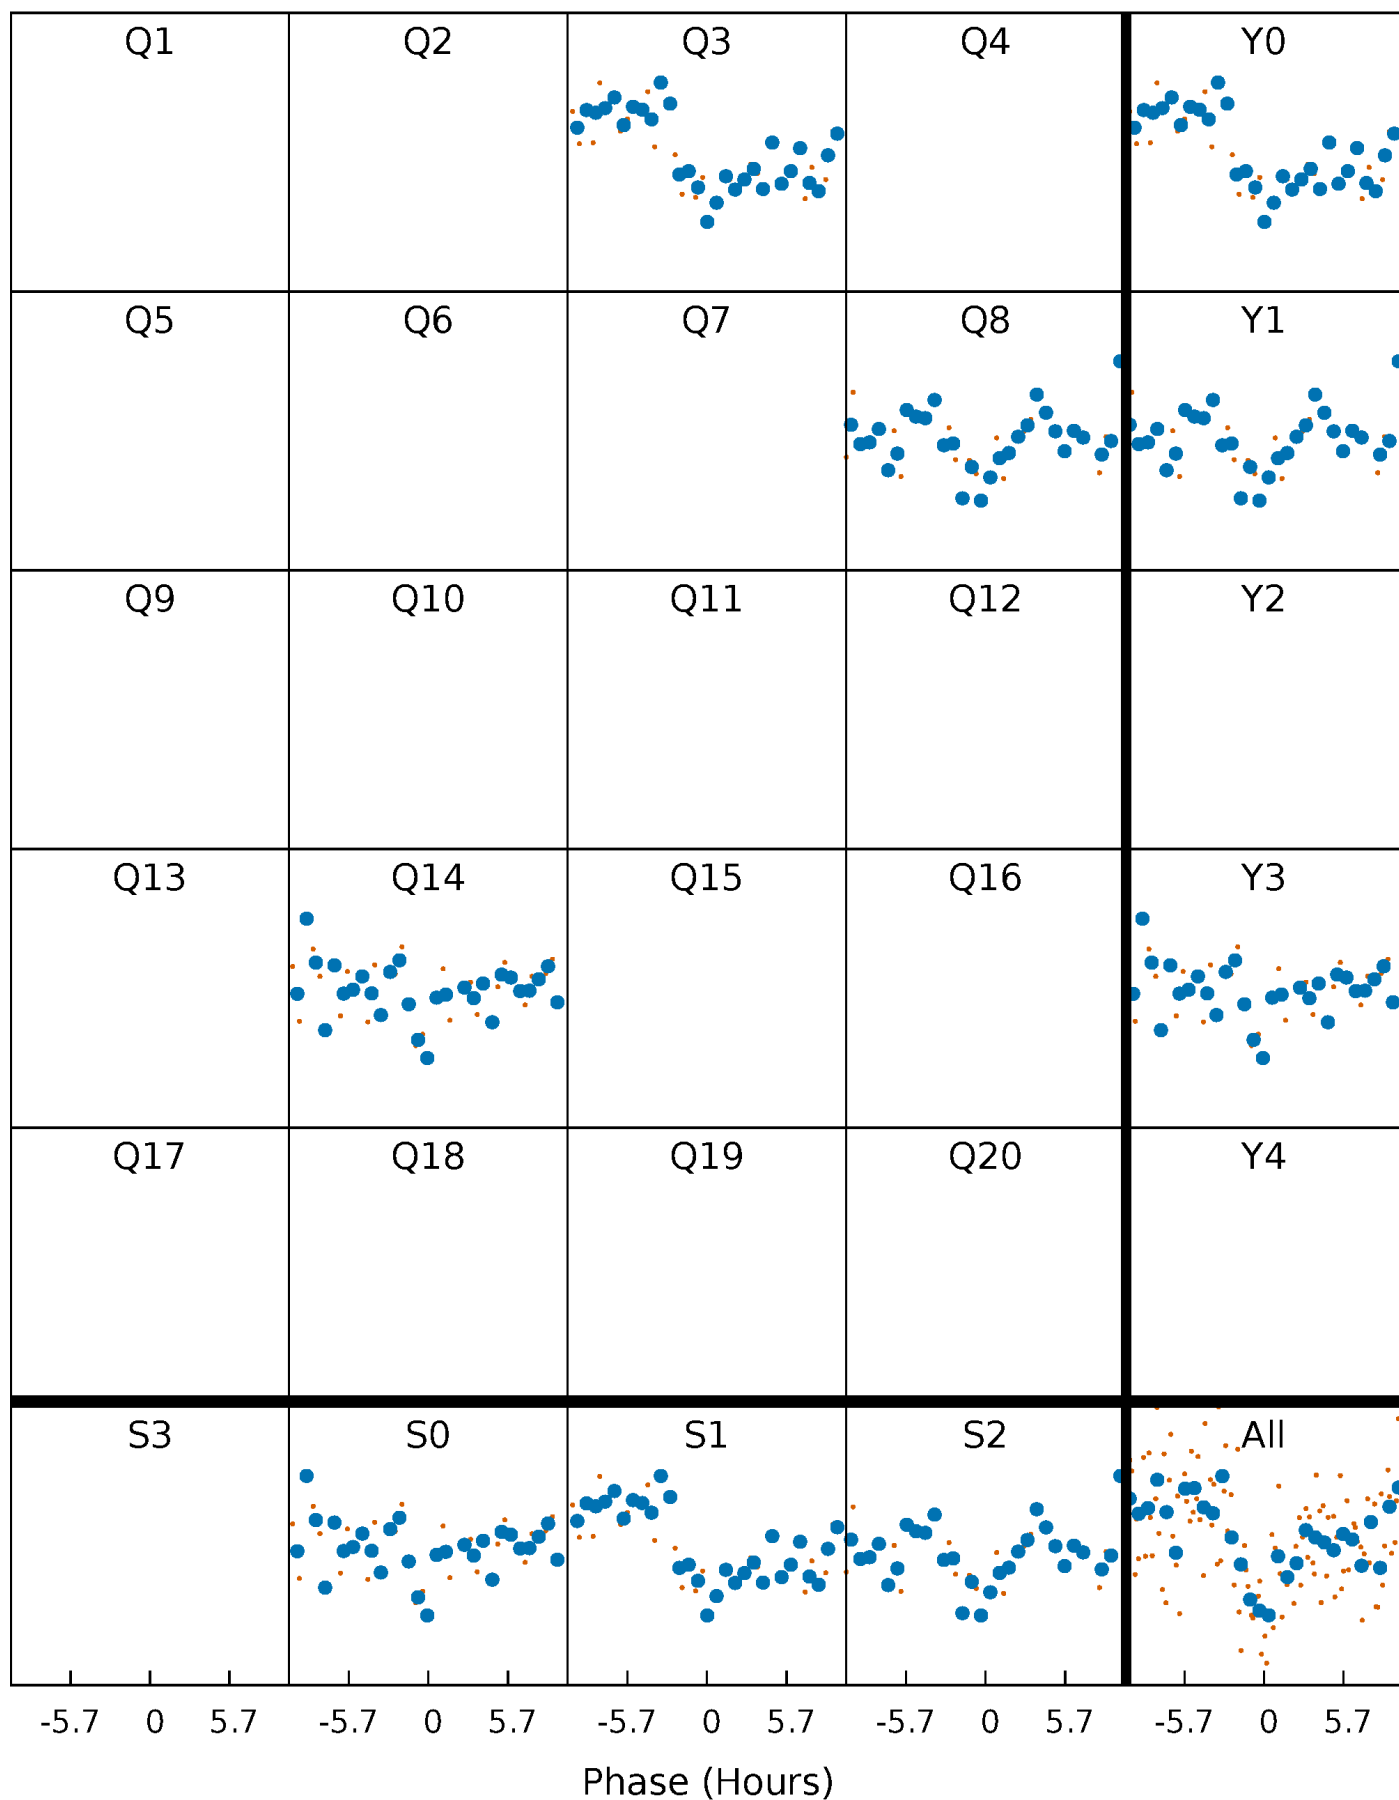 Q1 Q2 Q3 Q4 Y0
Q5 Q6 Q7 Q8 Y1
Q9 Q10 Q11 Q12 Y2
Q13 Q14 Q15 Q16 Y3
Q17 Q18 Q19 Q20 Y4
S3 S0 S1 S2 All
-5.7 0 5.7 -5.7 0 5.7 -5.7 0 5.7 -5.7 0 5.7 -5.7 0 5.7
Phase (Hours)